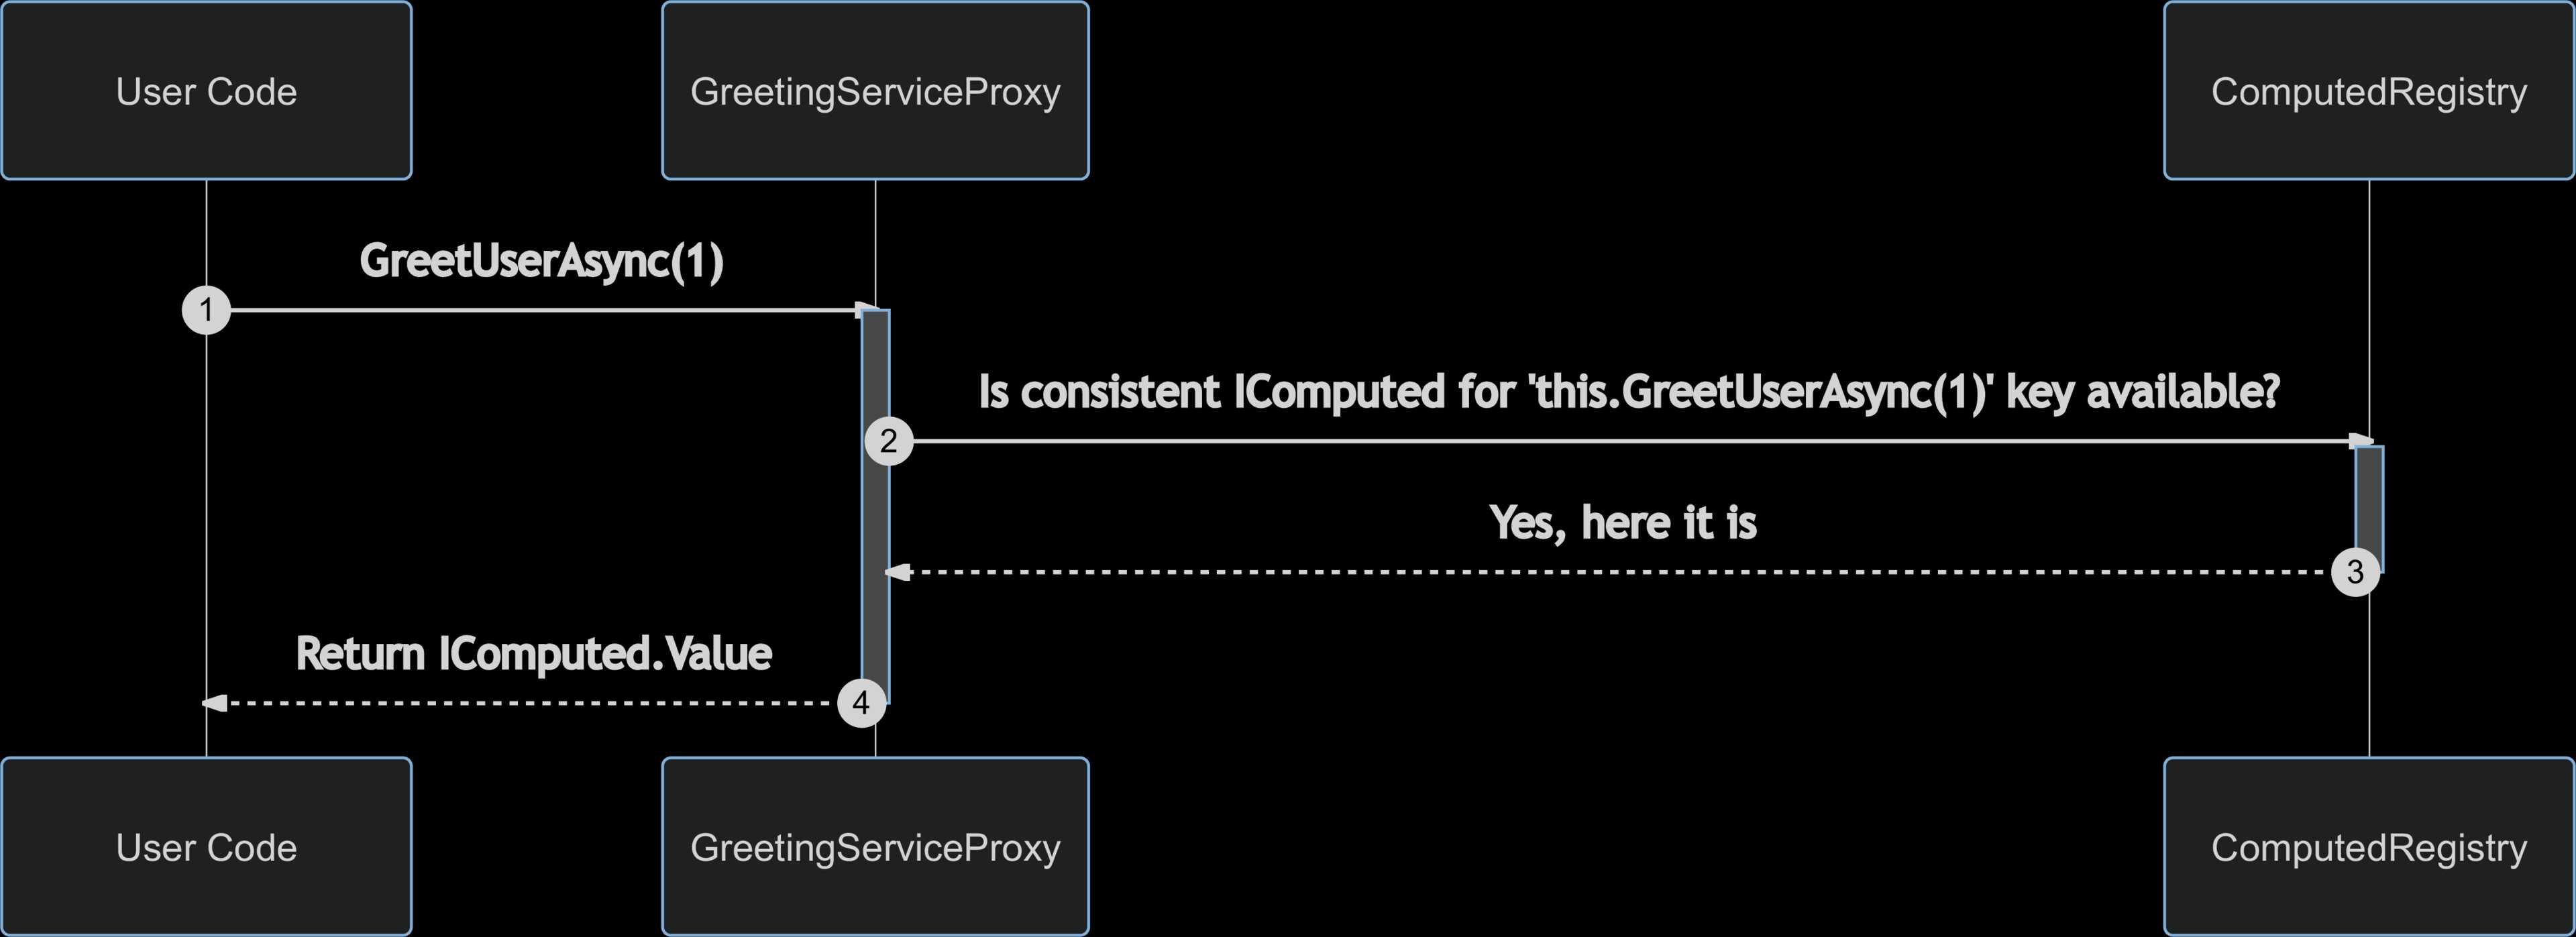 User Code
GreetingServiceProxy
ComputedRegistry
GreetUserAsync(1)
1
Is consistent IComputed for 'this.GreetUserAsync(1)' key available?
2
Yes, here it is
3
Return IComputed.Value
4
User Code
GreetingServiceProxy
ComputedRegistry